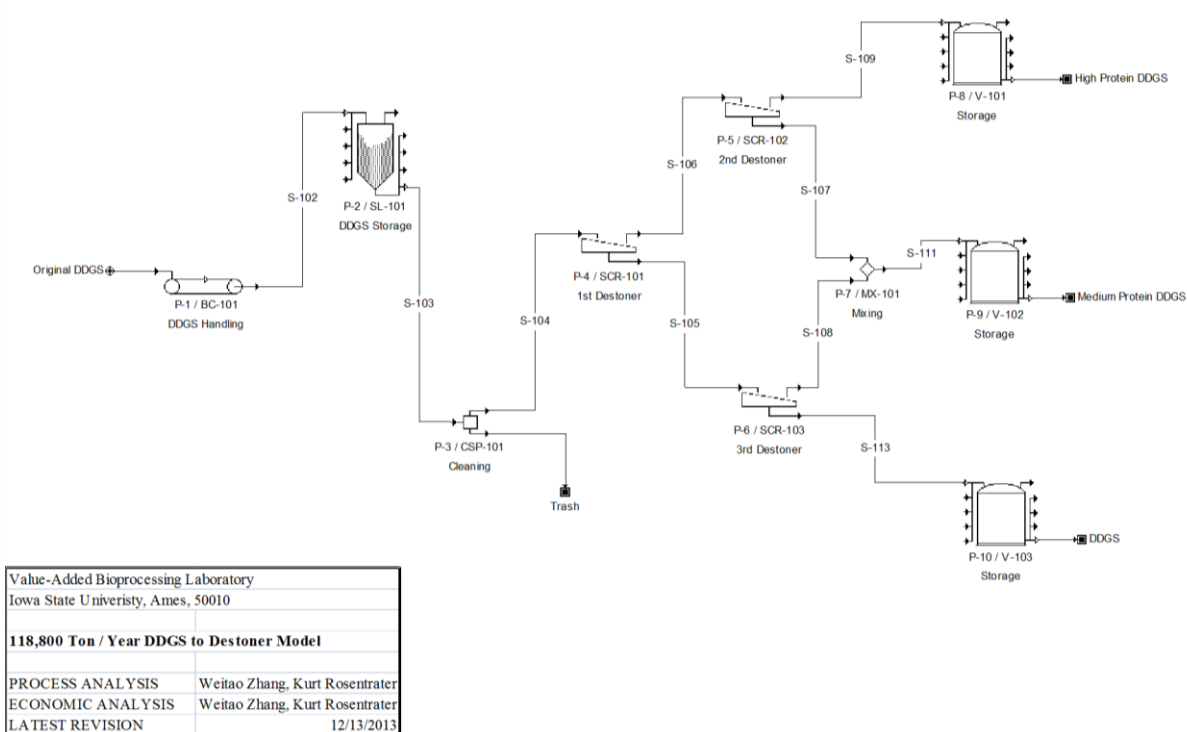 S-109
High Protein DDGS
P-8 / V-101
Storage
P-5 / SCR-102
2nd Destoner
S-106
S-107
S-102
P-2 / SL-101
DDGS Storage
Original DDGS
P-1 / BC-101
DDGS Handling
S-103
S-104
P-4 / SCR-101
1st Destoner
S-105
S-111
P-7 / MX-101
Mixing
S-108
Medium Protein DDGS
P-9 / V-102
Storage
P-3 / CSP-101
Cleaning
Trash
P-6 / SCR-103
3rd Destoner
S-113
DDGS
P-10 / V-103
Storage
Value-Added Bioprocessing Laboratory
Iowa State Univeristy, Ames, 50010
118,800 Ton / Year DDGS to Destoner Model
PROCESS ANALYSIS Weitao Zhang, Kurt Rosentrater
ECONOMIC ANALYSIS Weitao Zhang, Kurt Rosentrater
LATEST REVISION 12/13/2013